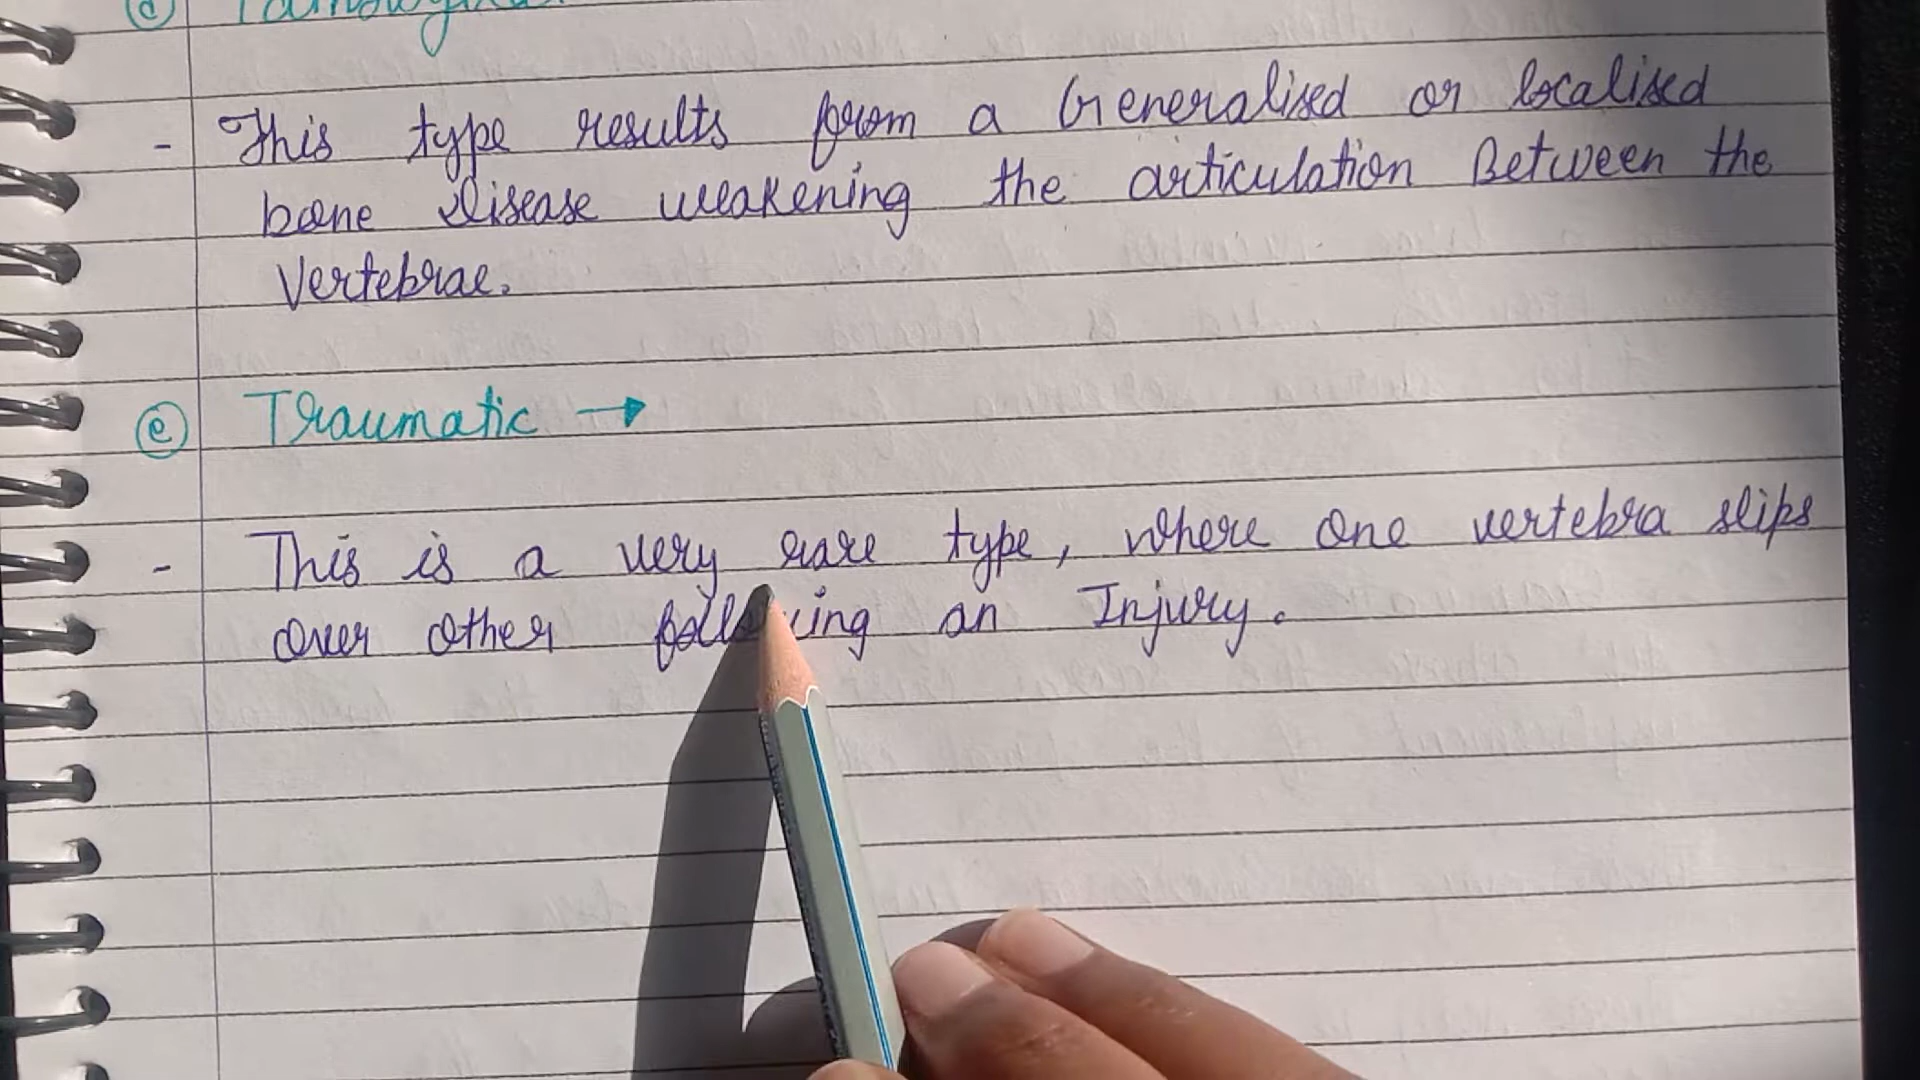 d
- This type results from a Generalised or localised
bone disease weakening the articulation Between the
Vertebrae.
e Traumatic →
- This is a very rare type, where one vertebra slips
over other following an Injury.